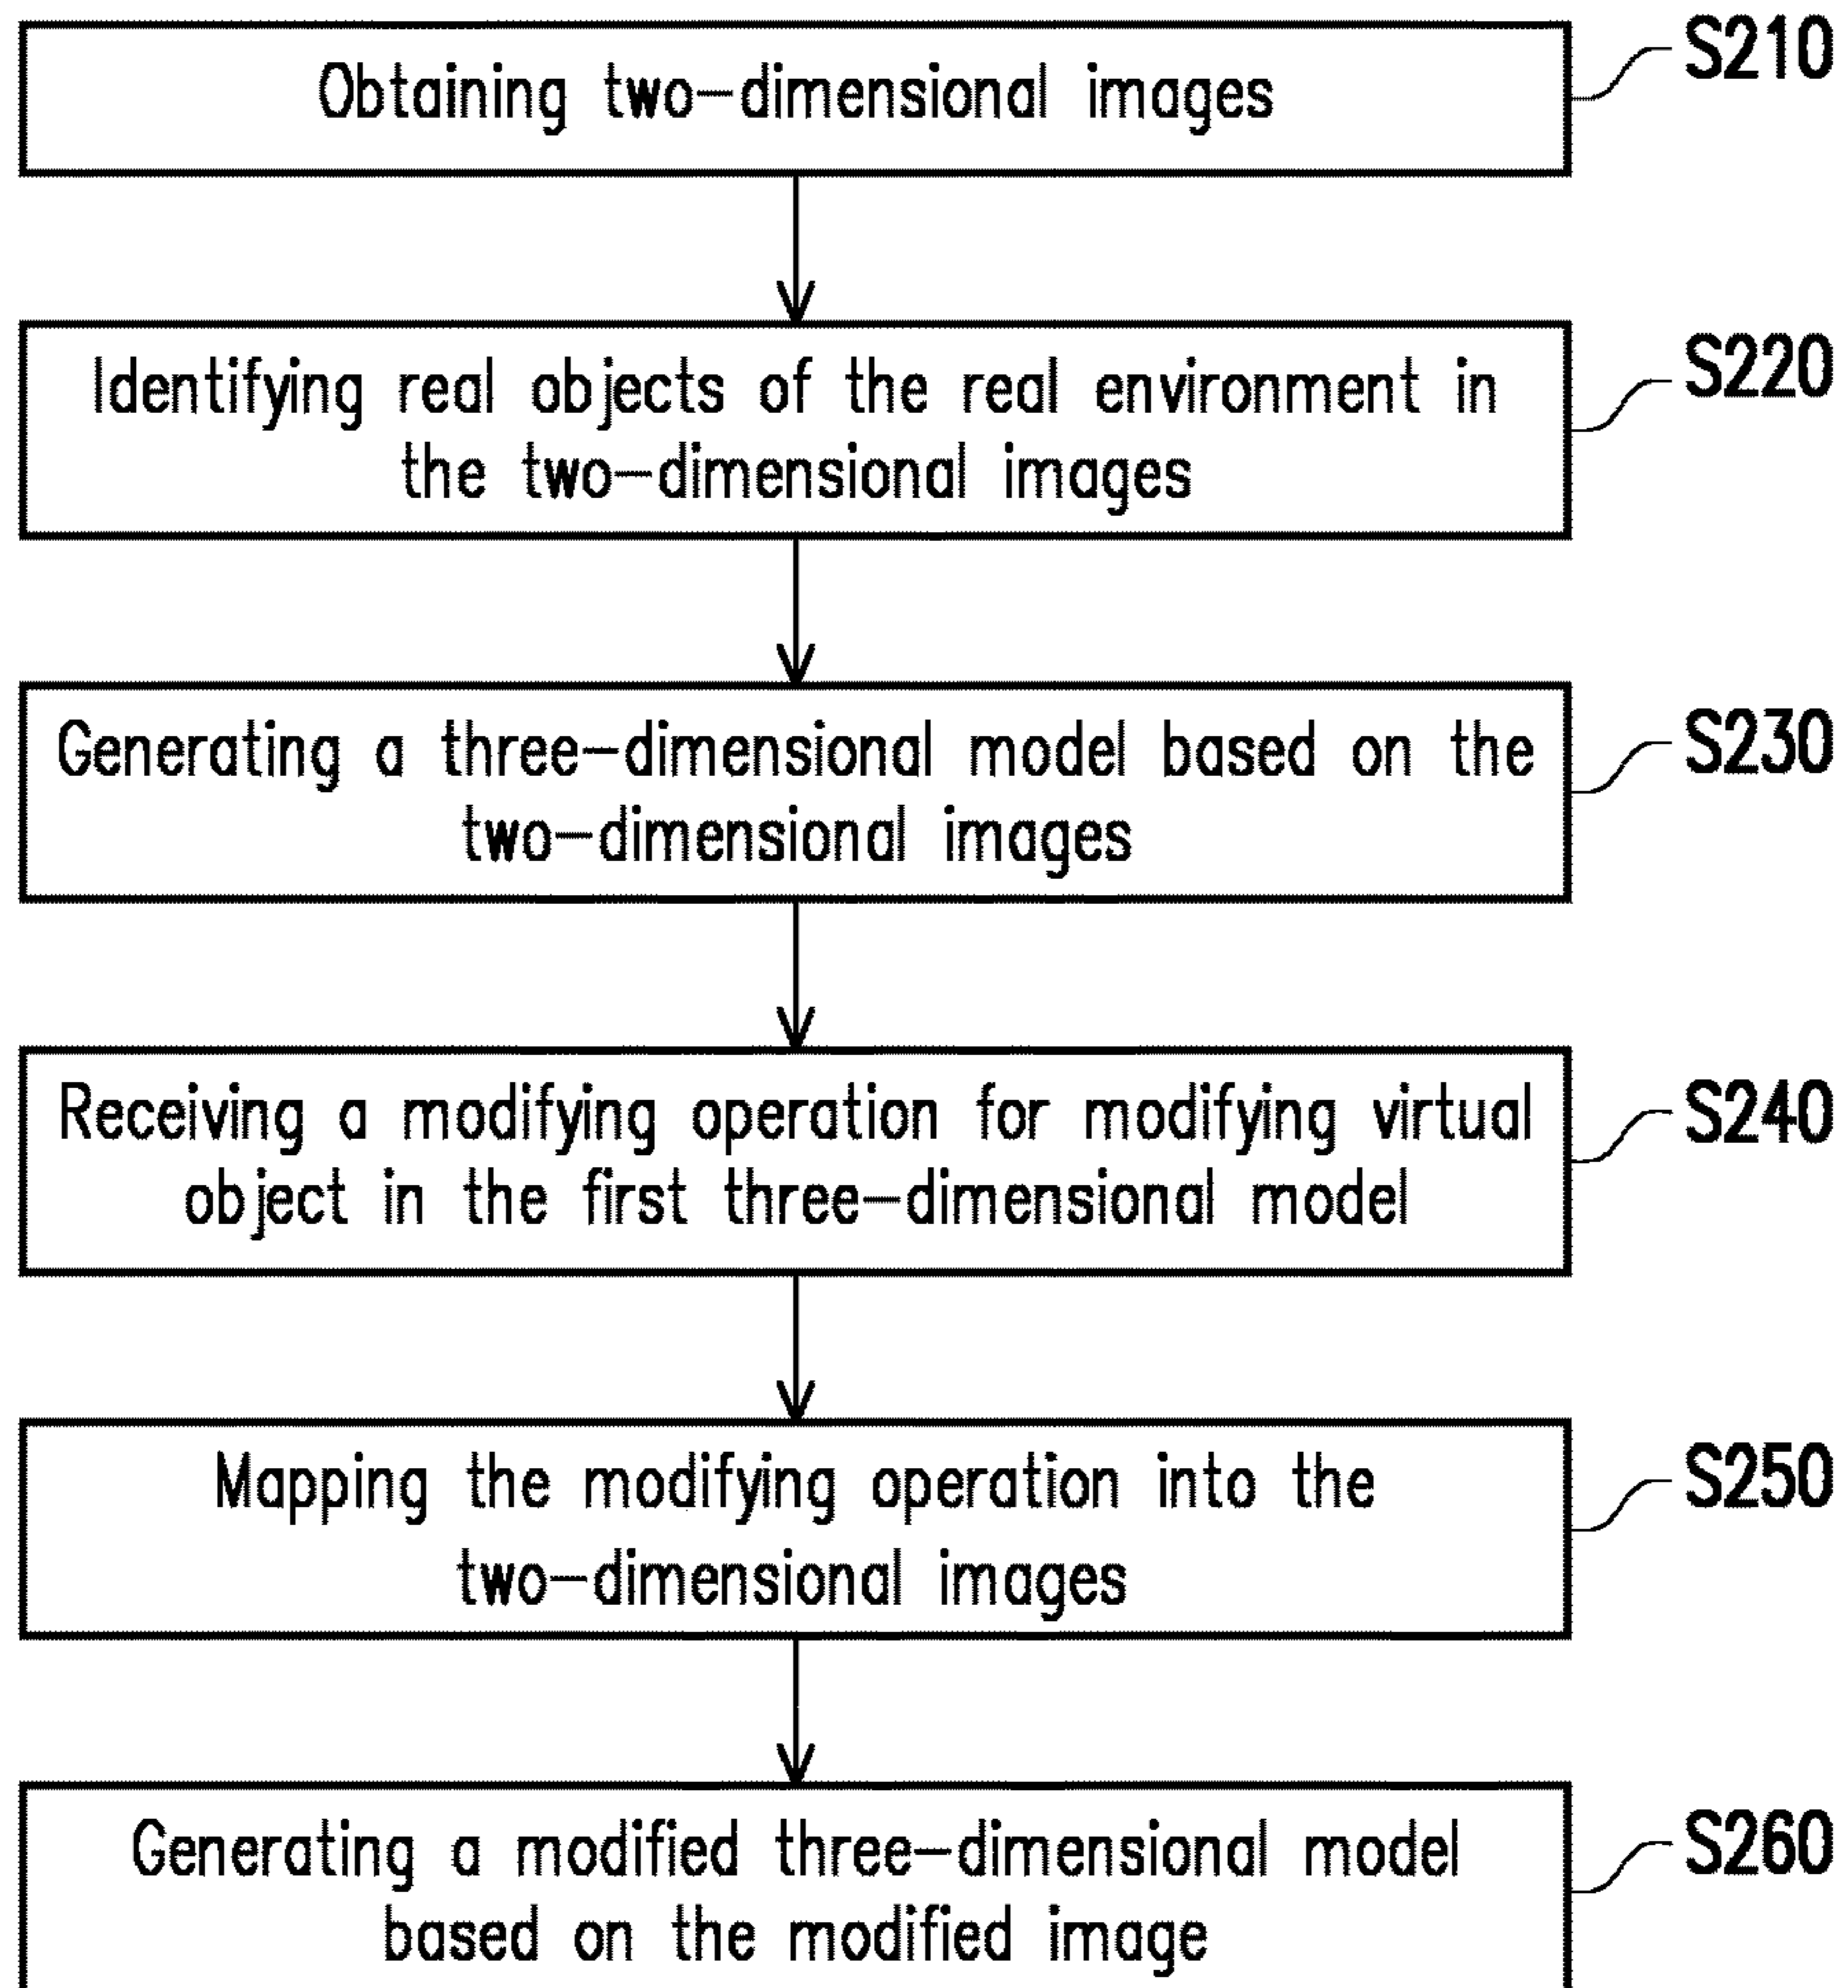 Obtaining two-dimensional images
S210
Identifying real objects of the real environment in
the two-dimensional images
S220
Generating a three-dimensional model based on the
two-dimensional images
S230
Receiving a modifying operation for modifying virtual
object in the first three-dimensional model
S240
Mapping the modifying operation into the
two-dimensional images
S250
Generating a modified three-dimensional model
based on the modified image
S260